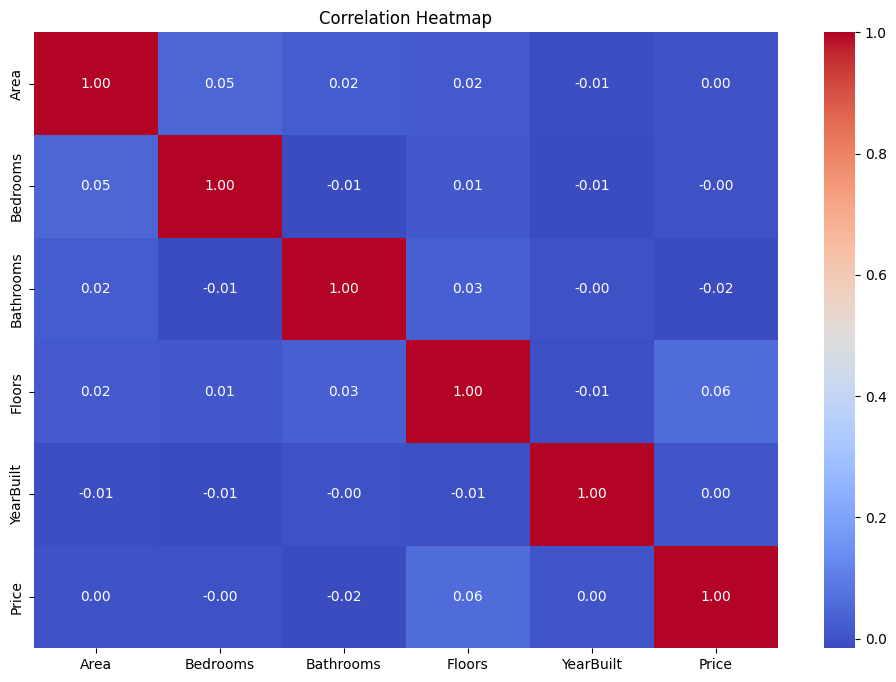 Correlation Heatmap
Area 1.00 0.05 0.02 0.02 -0.01 0.00
Bedrooms 0.05 1.00 -0.01 0.01 -0.01 -0.00
Bathrooms 0.02 -0.01 1.00 0.03 -0.00 -0.02
Floors 0.02 0.01 0.03 1.00 -0.01 0.06
YearBuilt -0.01 -0.01 -0.00 -0.01 1.00 0.00
Price 0.00 -0.00 -0.02 0.06 0.00 1.00
Area Bedrooms Bathrooms Floors YearBuilt Price
1.0
0.8
0.6
0.4
0.2
0.0